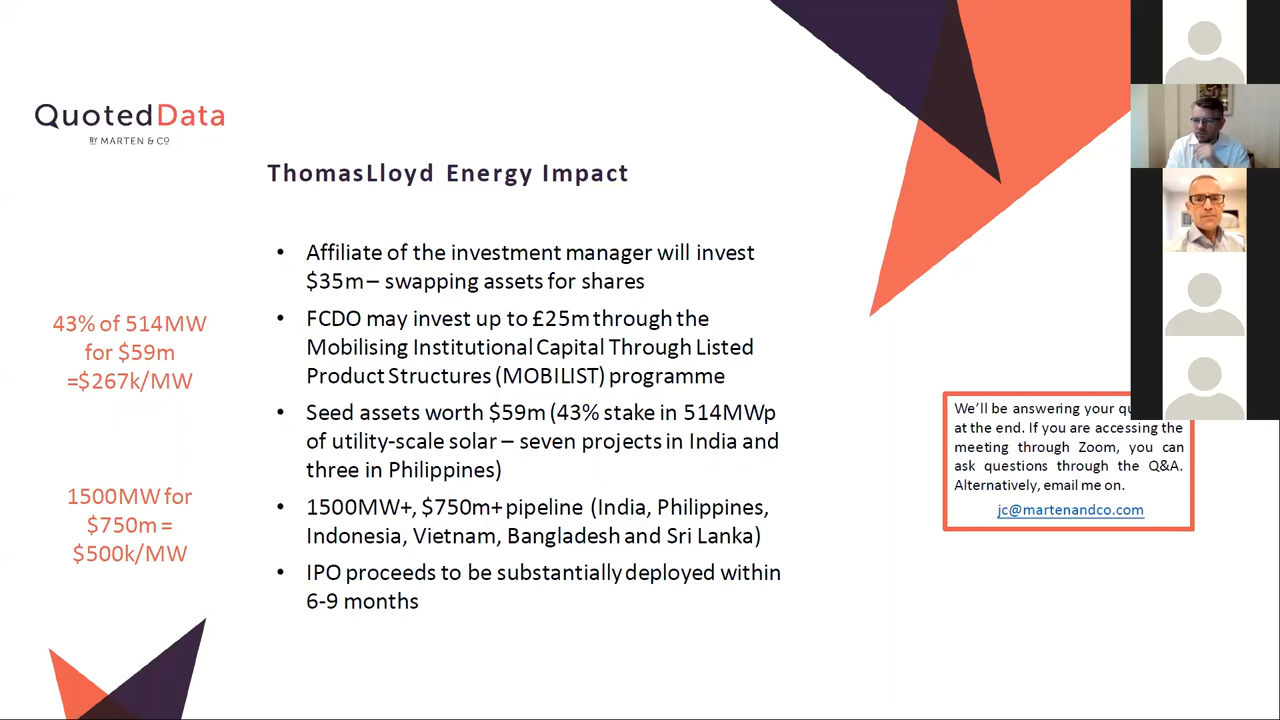 QuotedData
BY MARTEN & CO
ThomasLloyd Energy Impact
• Affiliate of the investment manager will invest
$35m – swapping assets for shares
• FCDO may invest up to £25m through the
Mobilising Institutional Capital Through Listed
Product Structures (MOBILIST) programme
• Seed assets worth $59m (43% stake in 514MWp
of utility-scale solar – seven projects in India and
three in Philippines)
• 1500MW+, $750m+ pipeline (India, Philippines,
Indonesia, Vietnam, Bangladesh and Sri Lanka)
• IPO proceeds to be substantially deployed within
6-9 months
43% of 514MW
for $59m
=$267k/MW
1500MW for
$750m =
$500k/MW
We’ll be answering your
at the end. If you are accessing the
meeting through Zoom, you can
ask questions through the Q&A.
Alternatively, email me on.
jc@martenandco.com